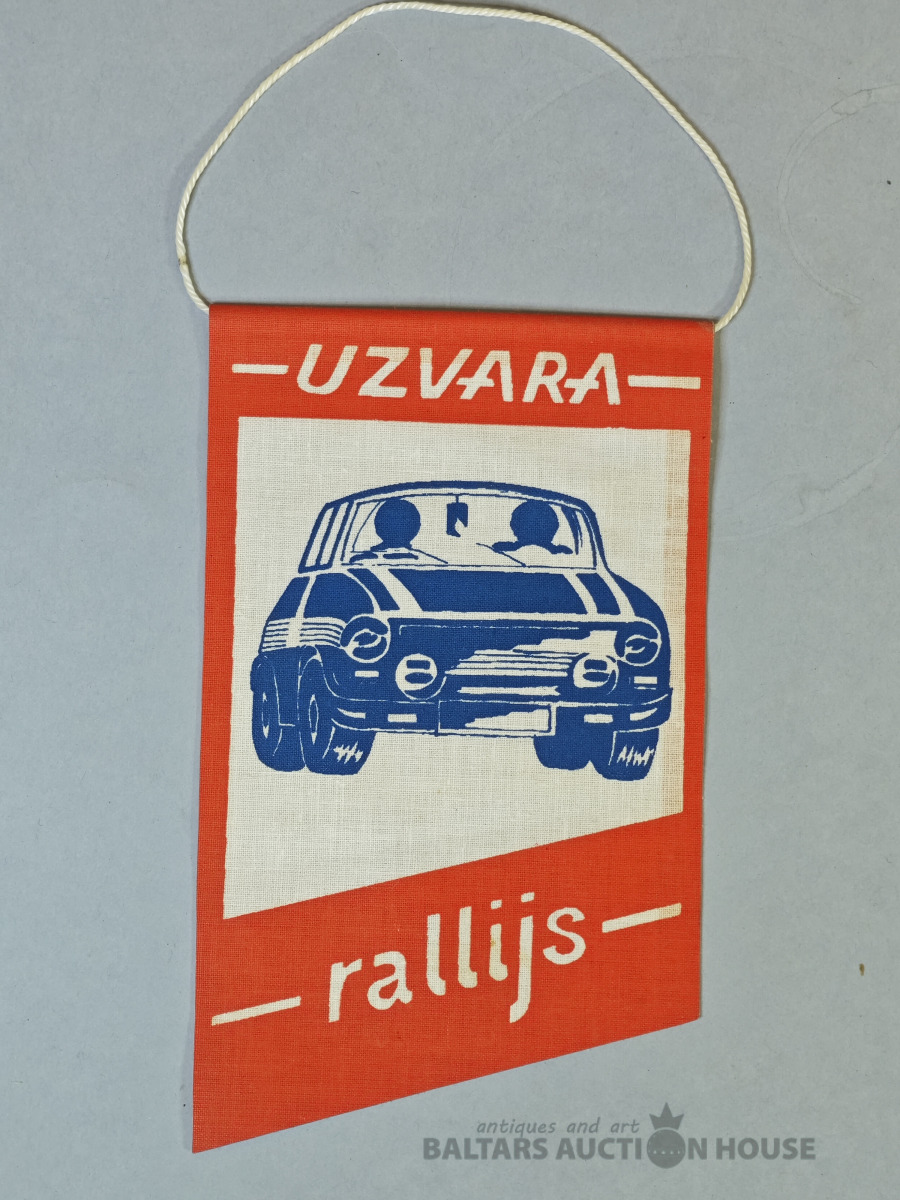 UZVARA
rallijs
antiques and art
BALTARS AUCTION HOUSE